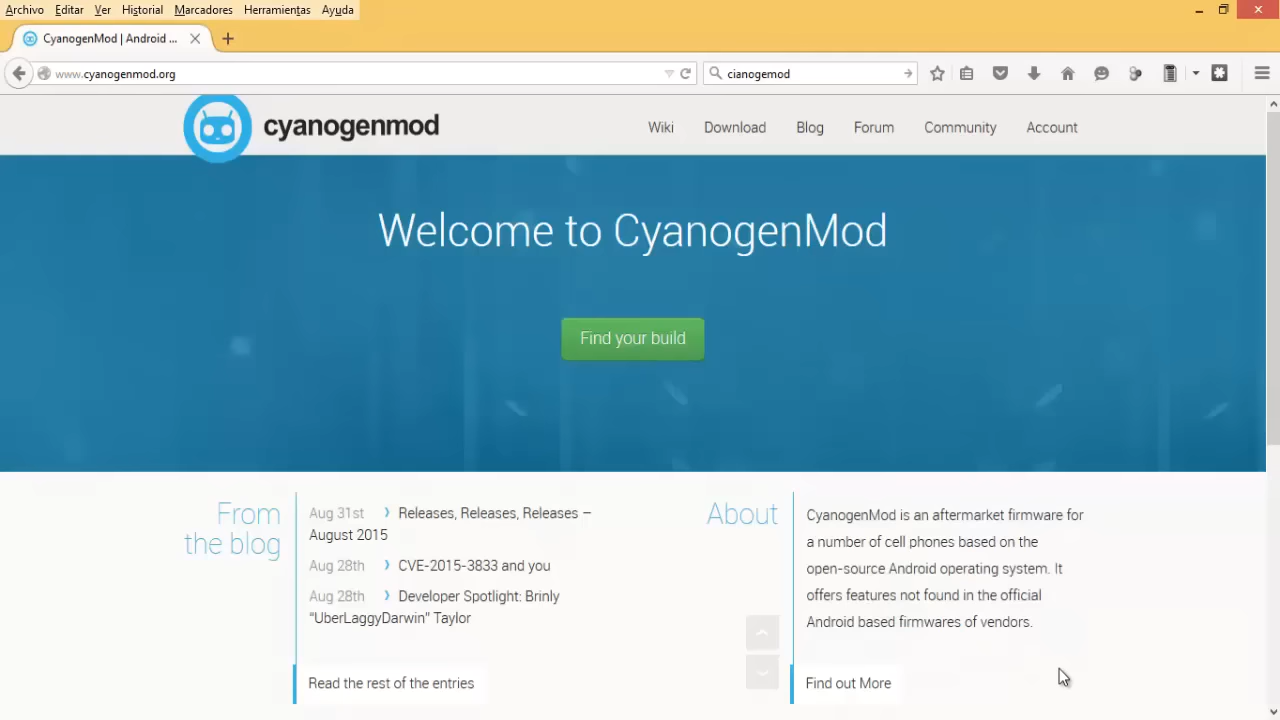 Archivo Editar Ver Historial Marcadores Herramientas Ayuda
CyanogenMod | Android ...
www.cyanogenmod.org
cianogemod
cyanogenmod
Wiki Download Blog Forum Community Account
Welcome to CyanogenMod
Find your build
From
the blog
Aug 31st Releases, Releases, Releases –
August 2015
Aug 28th CVE-2015-3833 and you
Aug 28th Developer Spotlight: Brinly
“UberLaggyDarwin” Taylor
Read the rest of the entries
About
CyanogenMod is an aftermarket firmware for
a number of cell phones based on the
open-source Android operating system. It
offers features not found in the official
Android based firmwares of vendors.
Find out More